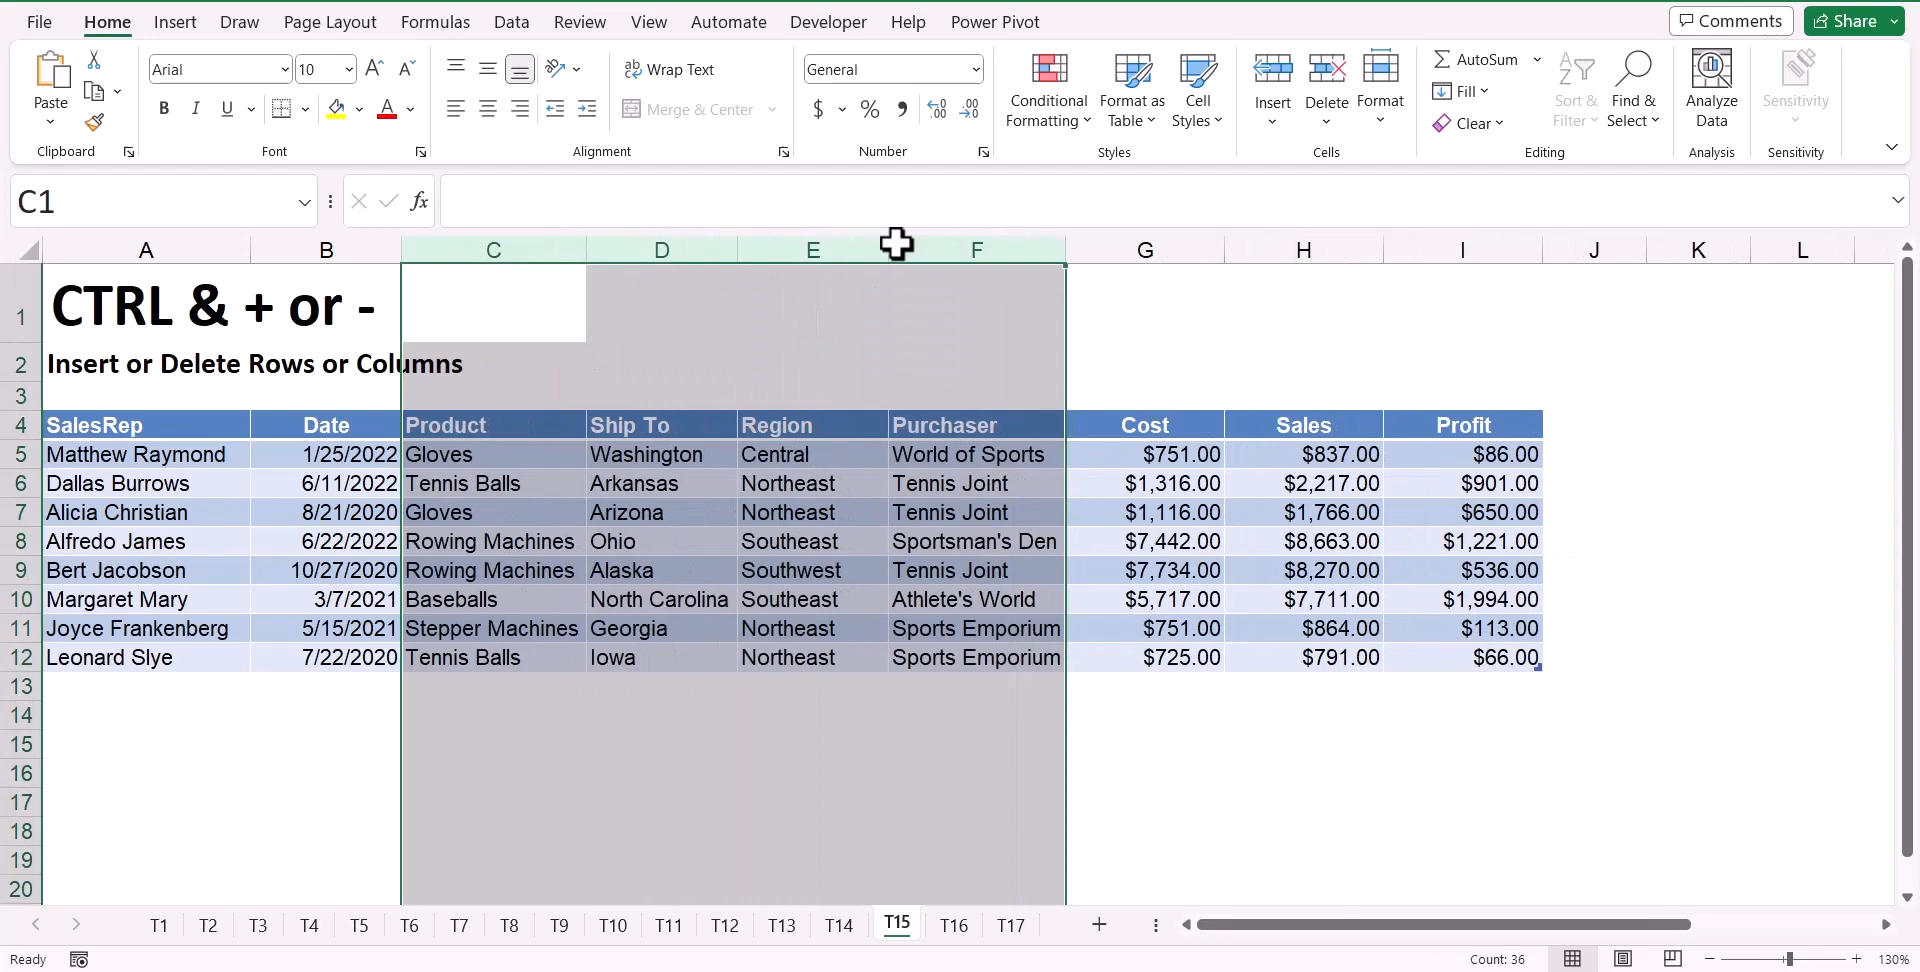 File Home Insert Draw Page Layout Formulas Data Review View Automate Developer Help Power Pivot Comments Share
Paste
Clipboard
Arial 10
B I U A
Font
Wrap Text
Merge & Center
Alignment
General
$ % , .00
Number
Conditional Formatting
Format as Table
Cell Styles
Styles
Insert Delete Format
Cells
AutoSum
Fill
Clear
Sort & Filter
Find & Select
Editing
Analyze Data
Analysis
Sensitivity
Sensitivity
C1 fx
A B C D E F G H I J K L
1 CTRL & + or -
2 Insert or Delete Rows or Columns
3
4 SalesRep Date Product Ship To Region Purchaser Cost Sales Profit
5 Matthew Raymond 1/25/2022 Gloves Washington Central World of Sports $751.00 $837.00 $86.00
6 Dallas Burrows 6/11/2022 Tennis Balls Arkansas Northeast Tennis Joint $1,316.00 $2,217.00 $901.00
7 Alicia Christian 8/21/2020 Gloves Arizona Northeast Tennis Joint $1,116.00 $1,766.00 $650.00
8 Alfredo James 6/22/2022 Rowing Machines Ohio Southeast Sportsman's Den $7,442.00 $8,663.00 $1,221.00
9 Bert Jacobson 10/27/2020 Rowing Machines Alaska Southwest Tennis Joint $7,734.00 $8,270.00 $536.00
10 Margaret Mary 3/7/2021 Baseballs North Carolina Southeast Athlete's World $5,717.00 $7,711.00 $1,994.00
11 Joyce Frankenberg 5/15/2021 Stepper Machines Georgia Northeast Sports Emporium $751.00 $864.00 $113.00
12 Leonard Slye 7/22/2020 Tennis Balls Iowa Northeast Sports Emporium $725.00 $791.00 $66.00
13
14
15
16
17
18
19
20
T1 T2 T3 T4 T5 T6 T7 T8 T9 T10 T11 T12 T13 T14 T15 T16 T17
Ready Count: 36 130%